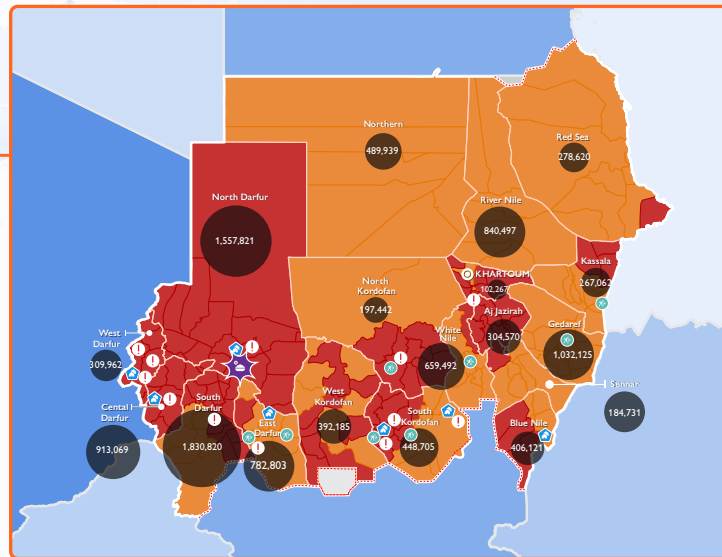 Northern
489,939
Red Sea
278,620
North Darfur
1,557,821
River Nile
840,497
Kassala
267,062
KHARTOUM
102,267
North
Kordofan
197,442
Aj Jazirah
304,570
White
Nile
659,492
Gedaref
1,032,125
West
Darfur
309,962
Sennar
184,731
West
Kordofan
392,185
South
Darfur
1,830,820
Cental
Darfur
913,069
East
Darfur
782,803
South
Kordofan
448,705
Blue Nile
406,121